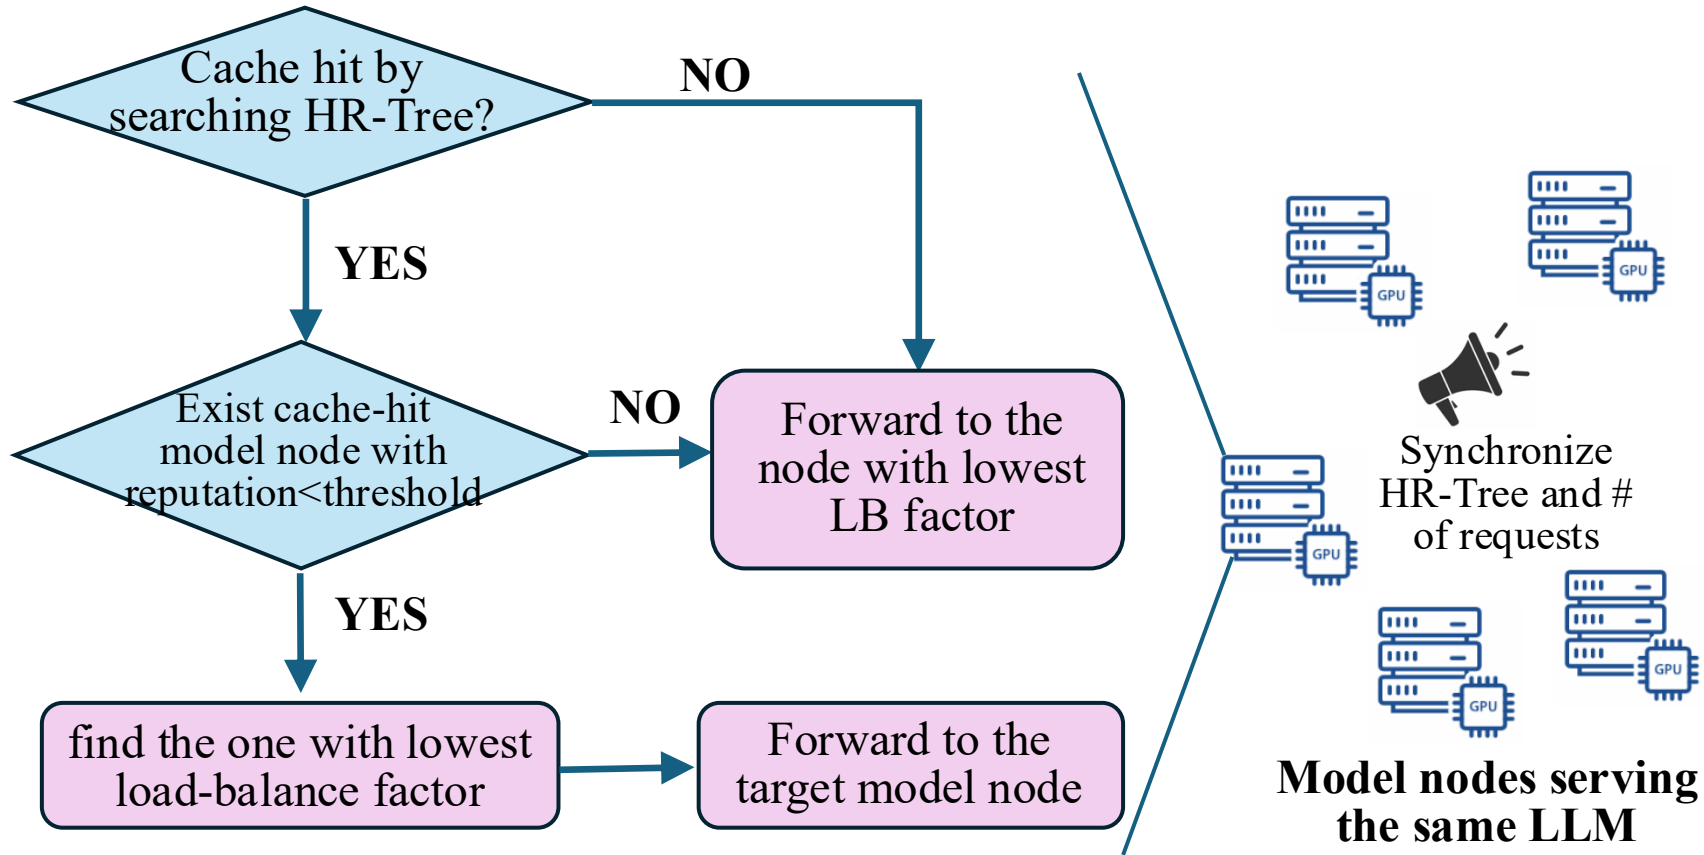 Cache hit by
searching HR-Tree?
NO
YES
Exist cache-hit
model node with
reputation<threshold
NO
Forward to the
node with lowest
LB factor
YES
find the one with lowest
load-balance factor
Forward to the
target model node
GPU
GPU
Synchronize
HR-Tree and #
of requests
GPU
GPU
GPU
Model nodes serving
the same LLM